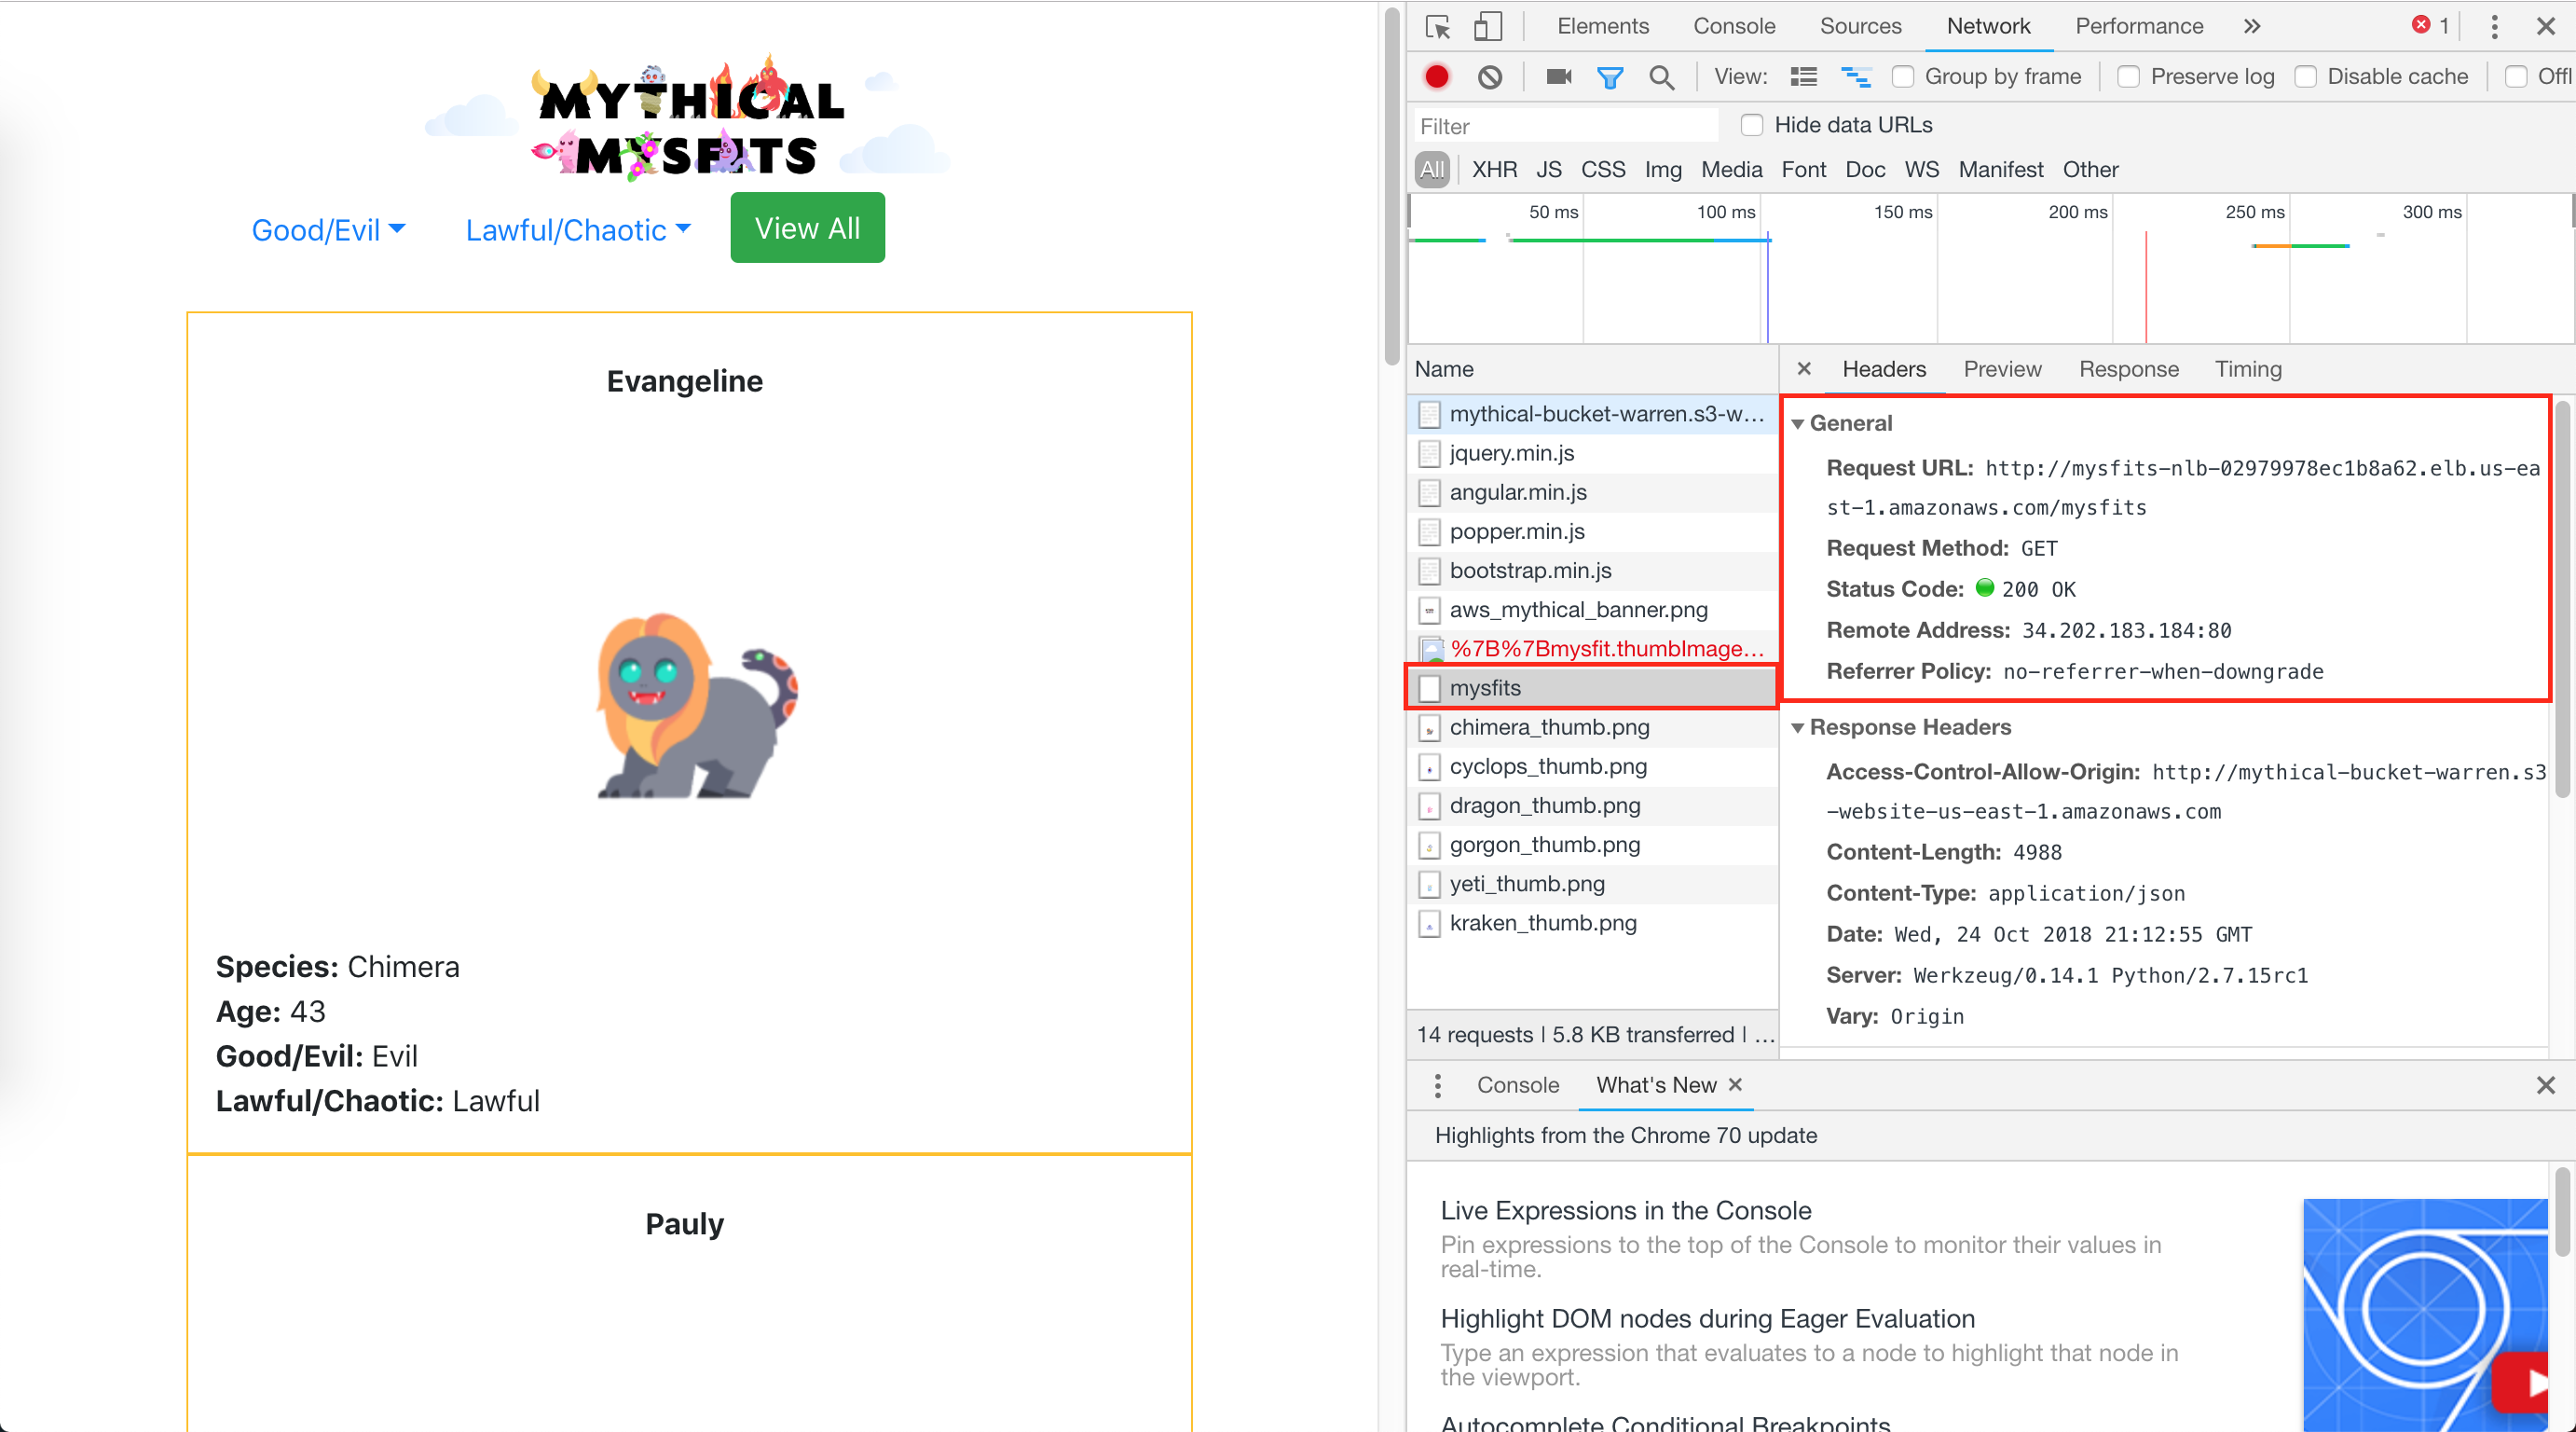 MYTHICAL
MYSFITS
Good/Evil
Lawful/Chaotic
View All
Evangeline
Species: Chimera
Age: 43
Good/Evil: Evil
Lawful/Chaotic: Lawful
Pauly
Elements
Console
Sources
Network
Performance
»
1
View:
Group by frame
Preserve log
Disable cache
Offl
Filter
Hide data URLs
All
XHR
JS
CSS
Img
Media
Font
Doc
WS
Manifest
Other
50 ms
100 ms
150 ms
200 ms
250 ms
300 ms
Name
mythical-bucket-warren.s3-w…
jquery.min.js
angular.min.js
popper.min.js
bootstrap.min.js
aws_mythical_banner.png
%7B%7Bmysfit.thumbImage…
mysfits
chimera_thumb.png
cyclops_thumb.png
dragon_thumb.png
gorgon_thumb.png
yeti_thumb.png
kraken_thumb.png
14 requests | 5.8 KB transferred | …
Headers
Preview
Response
Timing
General
Request URL: http://mysfits-nlb-02979978ec1b8a62.elb.us-ea
st-1.amazonaws.com/mysfits
Request Method: GET
Status Code: 200 OK
Remote Address: 34.202.183.184:80
Referrer Policy: no-referrer-when-downgrade
Response Headers
Access-Control-Allow-Origin: http://mythical-bucket-warren.s3
-website-us-east-1.amazonaws.com
Content-Length: 4988
Content-Type: application/json
Date: Wed, 24 Oct 2018 21:12:55 GMT
Server: Werkzeug/0.14.1 Python/2.7.15rc1
Vary: Origin
Console
What's New
Highlights from the Chrome 70 update
Live Expressions in the Console
Pin expressions to the top of the Console to monitor their values in
real-time.
Highlight DOM nodes during Eager Evaluation
Type an expression that evaluates to a node to highlight that node in
the viewport.
Autocomplete Conditional Breakpoints